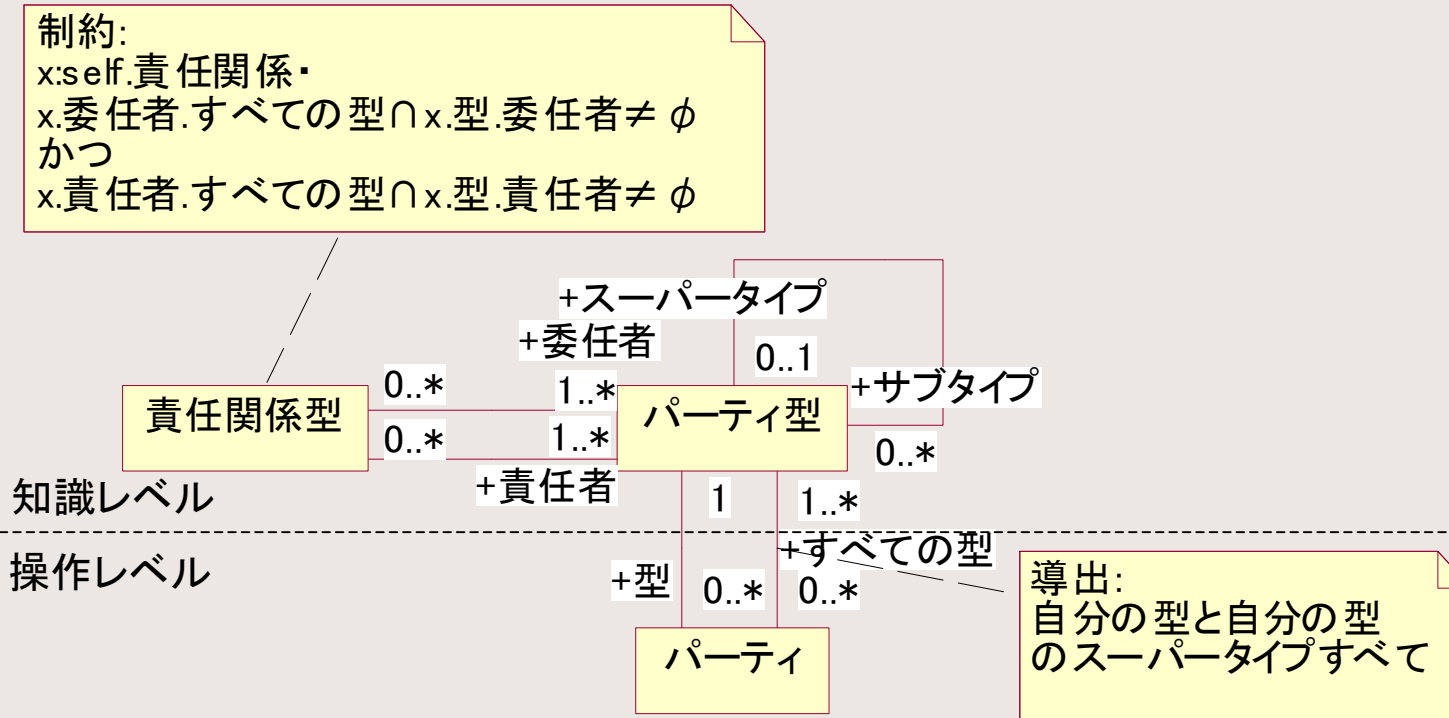 制約:
x:self.責任関係・
x.委任者.すべての型∩x.型.委任者≠φ
かつ
x.責任者.すべての型∩x.型.責任者≠φ
+スーパータイプ
+委任者
0..1
0..*
1..*
+サブタイプ
責任関係型
パーティ型
0..*
1..*
0..*
+責任者
知識レベル
1
1..*
+すべての型
操作レベル
+型
0..*
0..*
導出:
自分の型と自分の型
のスーパータイプすべて
パーティ